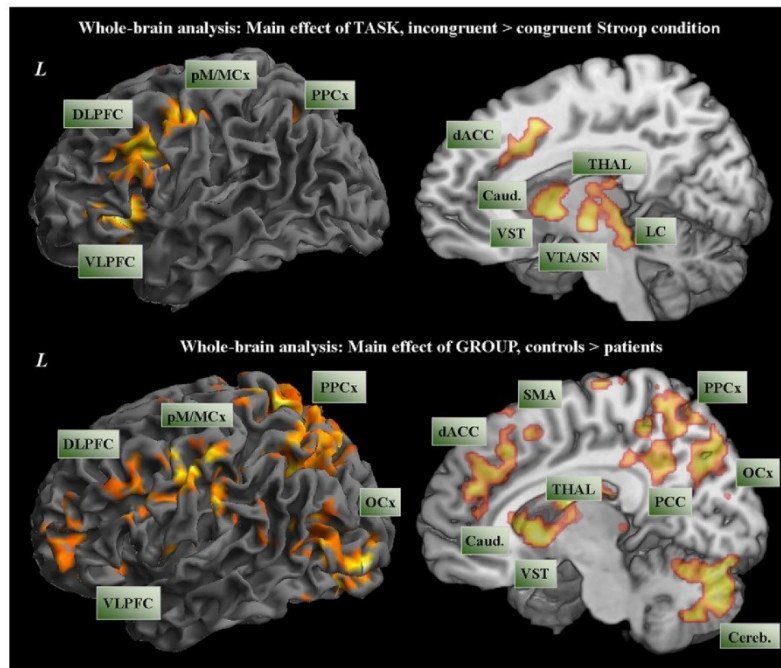 Whole-brain analysis: Main effect of TASK, incongruent > congruent Stroop condition
L
pM/MCx
PPCx
DLPFC
VLPFC
dACC
THAL
Caud.
VST
LC
VTA/SN
Whole-brain analysis: Main effect of GROUP, controls > patients
L
PPCx
pM/MCx
DLPFC
OCx
VLPFC
SMA
PPCx
dACC
OCx
THAL
PCC
Caud.
VST
Cereb.